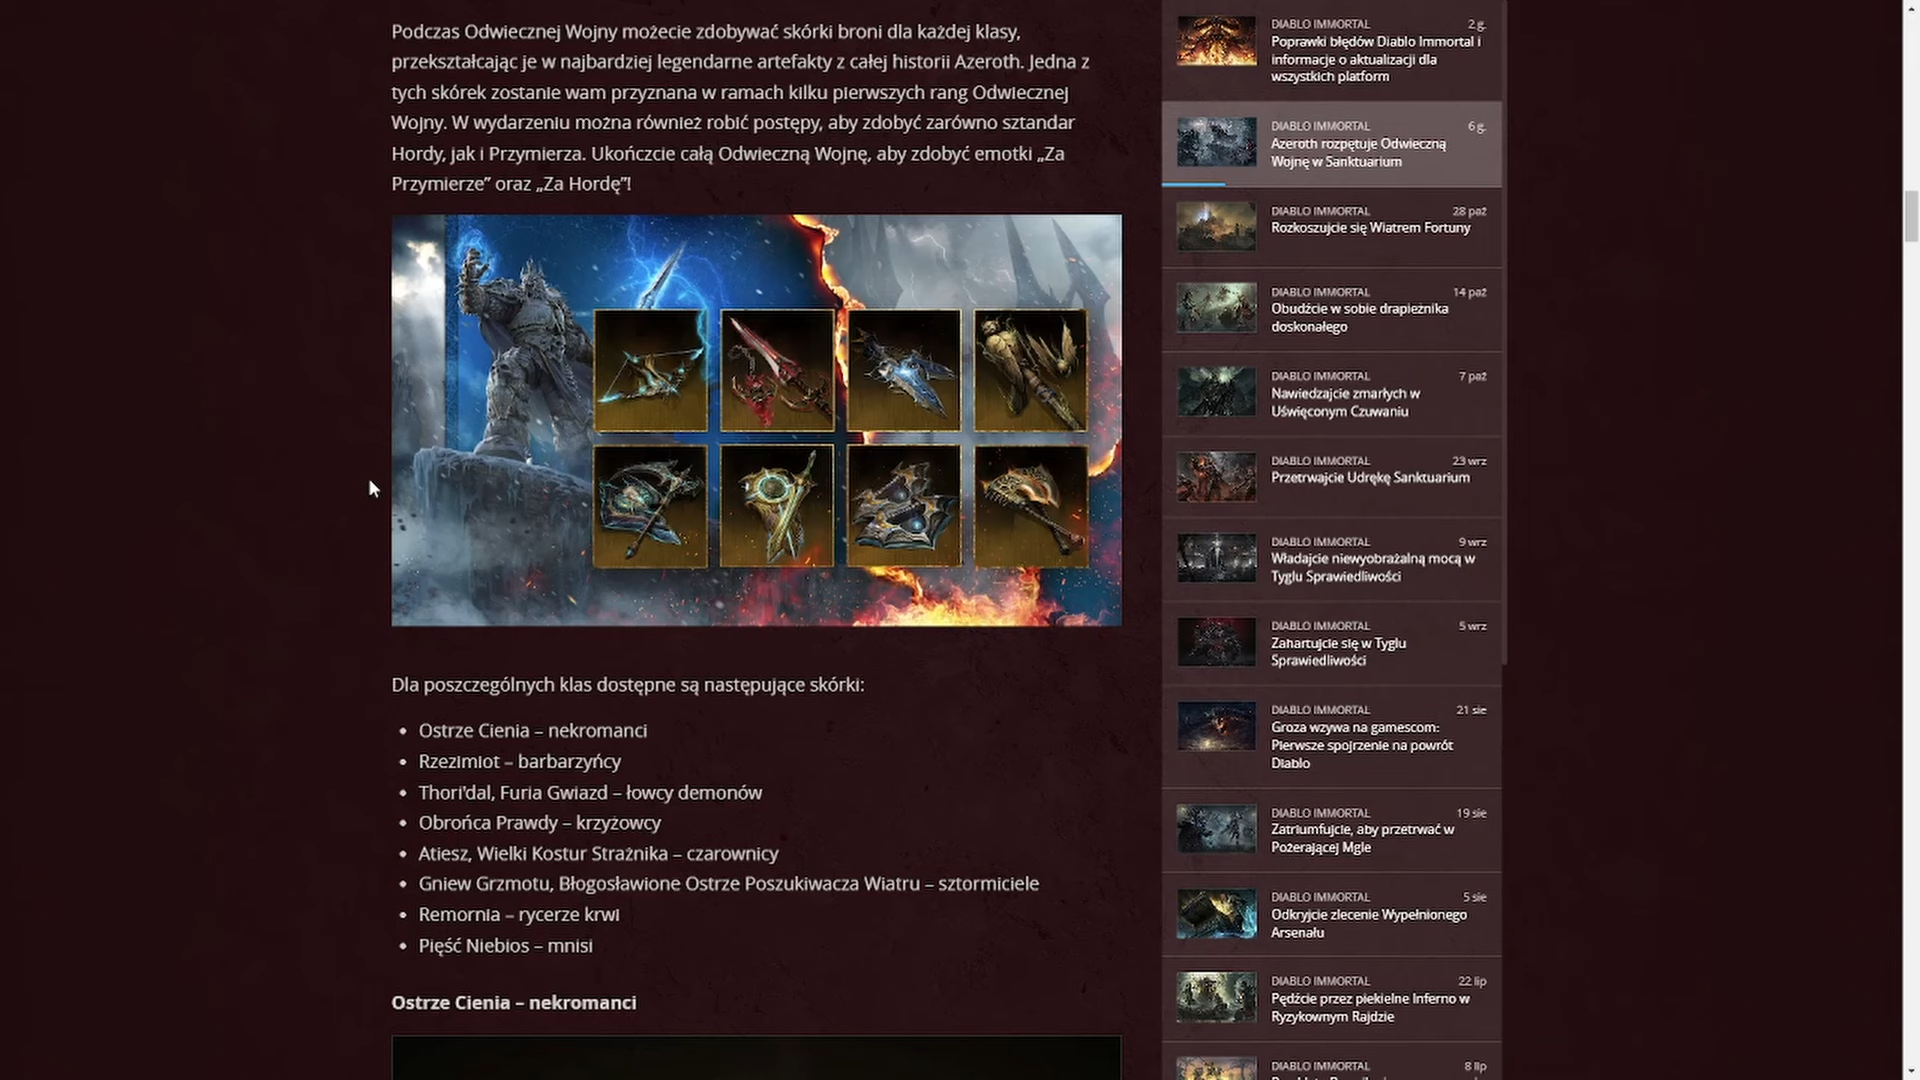 Podczas Odwiecznej Wojny możecie zdobywać skórki broni dla każdej klasy,
przekształcając je w najbardziej legendarne artefakty z całej historii Azeroth. Jedna z
tych skórek zostanie wam przyznana w ramach kilku pierwszych rang Odwiecznej
Wojny. W wydarzeniu można również robić postępy, aby zdobyć zarówno sztandar
Hordy, jak i Przymierza. Ukończcie całą Odwieczną Wojnę, aby zdobyć emotki „Za
Przymierze” oraz „Za Hordę”!
Dla poszczególnych klas dostępne są następujące skórki:
• Ostrze Cienia – nekromanci
• Rzezimiot – barbarzyńcy
• Thori'dal, Furia Gwiazd – łowcy demonów
• Obrońca Prawdy – krzyżowcy
• Atiesz, Wielki Kostur Strażnika – czarownicy
• Gniew Grzmotu, Błogosławione Ostrze Poszukiwacza Wiatru – sztormiciele
• Remornia – rycerze krwi
• Pięść Niebios – mnisi
Ostrze Cienia – nekromanci
DIABLO IMMORTAL 2 g.
Poprawki błędów Diablo Immortal i
informacje o aktualizacji dla
wszystkich platform
DIABLO IMMORTAL 6 g.
Azeroth rozpętuje Odwieczną
Wojnę w Sanktuarium
DIABLO IMMORTAL 28 paź
Rozkoszujcie się Wiatrem Fortuny
DIABLO IMMORTAL 14 paź
Obudźcie w sobie drapieżnika
doskonałego
DIABLO IMMORTAL 7 paź
Nawiedzajcie zmarłych w
Uświęconym Czuwaniu
DIABLO IMMORTAL 23 wrz
Przetrwajcie Udrękę Sanktuarium
DIABLO IMMORTAL 9 wrz
Władajcie niewyobrażalną mocą w
Tyglu Sprawiedliwości
DIABLO IMMORTAL 5 wrz
Zahartujcie się w Tyglu
Sprawiedliwości
DIABLO IMMORTAL 21 sie
Groza wzywa na gamescom:
Pierwsze spojrzenie na powrót
Diablo
DIABLO IMMORTAL 19 sie
Zatriumfujcie, aby przetrwać w
Pożerającej Mgle
DIABLO IMMORTAL 5 sie
Odkryjcie zlecenie Wypełnionego
Arsenału
DIABLO IMMORTAL 22 lip
Pędźcie przez piekielne Inferno w
Ryzykownym Rajdzie
DIABLO IMMORTAL 8 lip